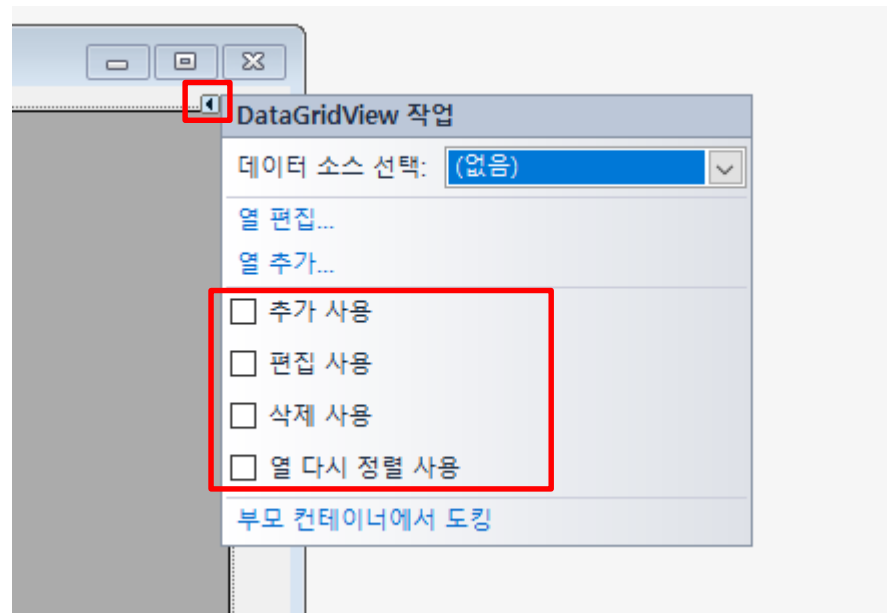 DataGridView 작업
데이터 소스 선택: (없음)
열 편집...
열 추가...
추가 사용
편집 사용
삭제 사용
열 다시 정렬 사용
부모 컨테이너에서 도킹